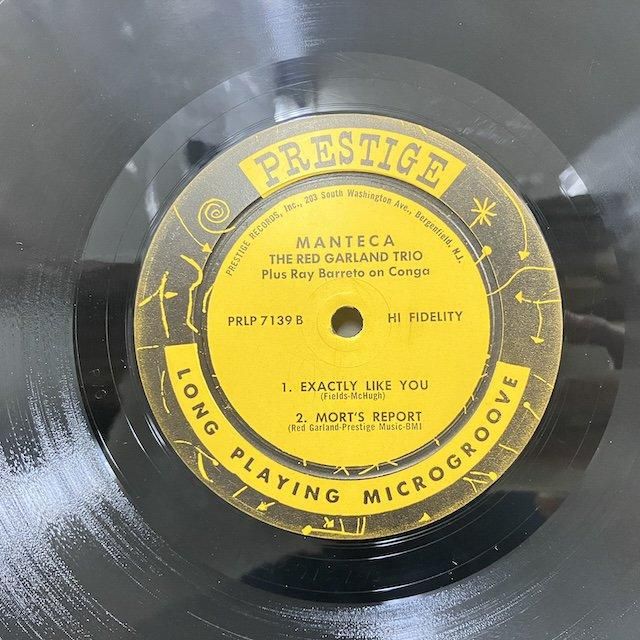 PRESTIGE
PRESTIGE RECORDS, Inc., 203 South Washington Ave., Bergenfield, N.J.
MANTECA
THE RED GARLAND TRIO
Plus Ray Barreto on Conga
PRLP 7139 B HI FIDELITY
1. EXACTLY LIKE YOU
(Fields-McHugh)
2. MORT'S REPORT
(Red Garland-Prestige Music-BMI
LONG PLAYING MICROGROOVE